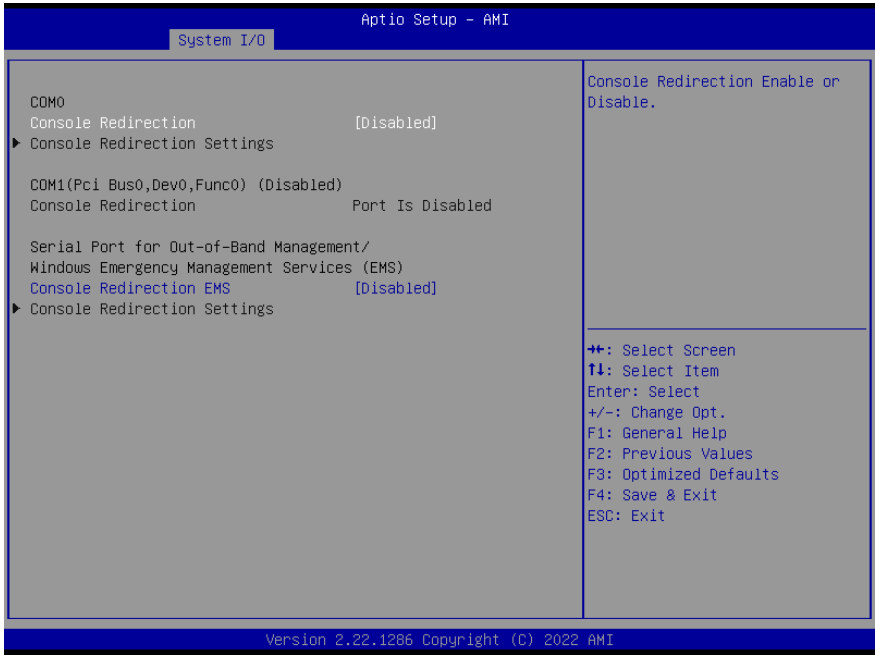 Aptio Setup – AMI
System I/O
COM0
Console Redirection [Disabled]
▶ Console Redirection Settings
COM1(Pci Bus0,Dev0,Func0) (Disabled)
Console Redirection Port Is Disabled
Serial Port for Out-of-Band Management/
Windows Emergency Management Services (EMS)
Console Redirection EMS [Disabled]
▶ Console Redirection Settings
Console Redirection Enable or
Disable.
→←: Select Screen
↑↓: Select Item
Enter: Select
+/-: Change Opt.
F1: General Help
F2: Previous Values
F3: Optimized Defaults
F4: Save & Exit
ESC: Exit
Version 2.22.1286 Copyright (C) 2022 AMI